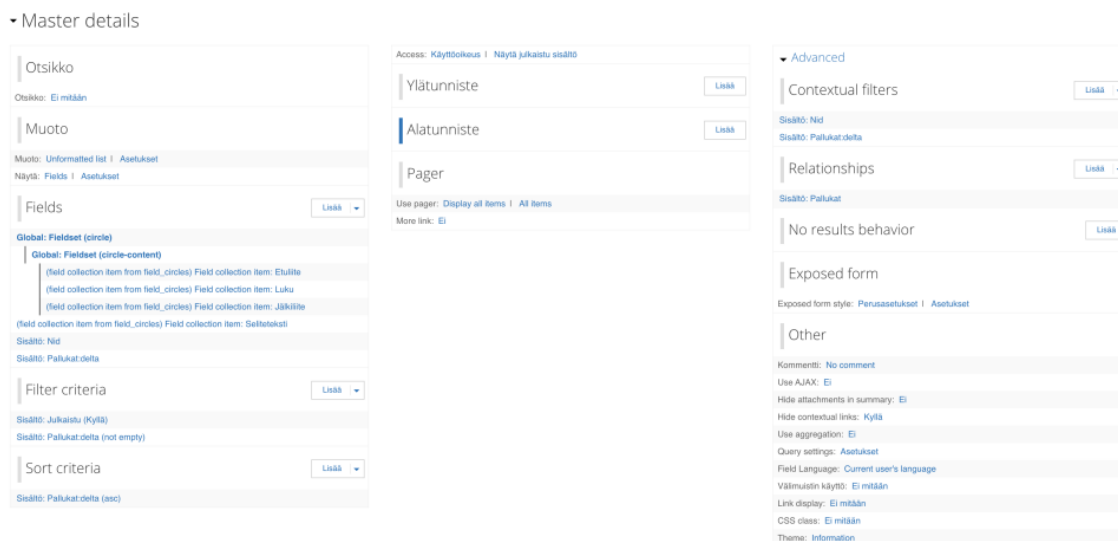 Master details
Otsikko
Otsikko: Ei mitään
Muoto
Muoto: Unformatted list | Asetukset
Näytä: Fields | Asetukset
Fields
Lisää
Global: Fieldset (circle)
Global: Fieldset (circle-content)
(field collection item from field_circles) Field collection item: Etuliite
(field collection item from field_circles) Field collection item: Luku
(field collection item from field_circles) Field collection item: Jälkiliite
(field collection item from field_circles) Field collection item: Seliteteksti
Sisältö: Nid
Sisältö: Pallukat:delta
Filter criteria
Lisää
Sisältö: Julkaistu (Kyllä)
Sisältö: Pallukat:delta (not empty)
Sort criteria
Lisää
Sisältö: Pallukat:delta (asc)
Access: Käyttöoikeus | Näytä julkaistu sisältö
Ylätunniste
Lisää
Alatunniste
Lisää
Pager
Use pager: Display all items | All items
More link: Ei
Advanced
Contextual filters
Lisää
Sisältö: Nid
Sisältö: Pallukat:delta
Relationships
Lisää
Sisältö: Pallukat
No results behavior
Lisää
Exposed form
Exposed form style: Perusasetukset | Asetukset
Other
Kommentti: No comment
Use AJAX: Ei
Hide attachments in summary: Ei
Hide contextual links: Kyllä
Use aggregation: Ei
Query settings: Asetukset
Field Language: Current user's language
Välimuistin käyttö: Ei mitään
Link display: Ei mitään
CSS class: Ei mitään
Theme: Information